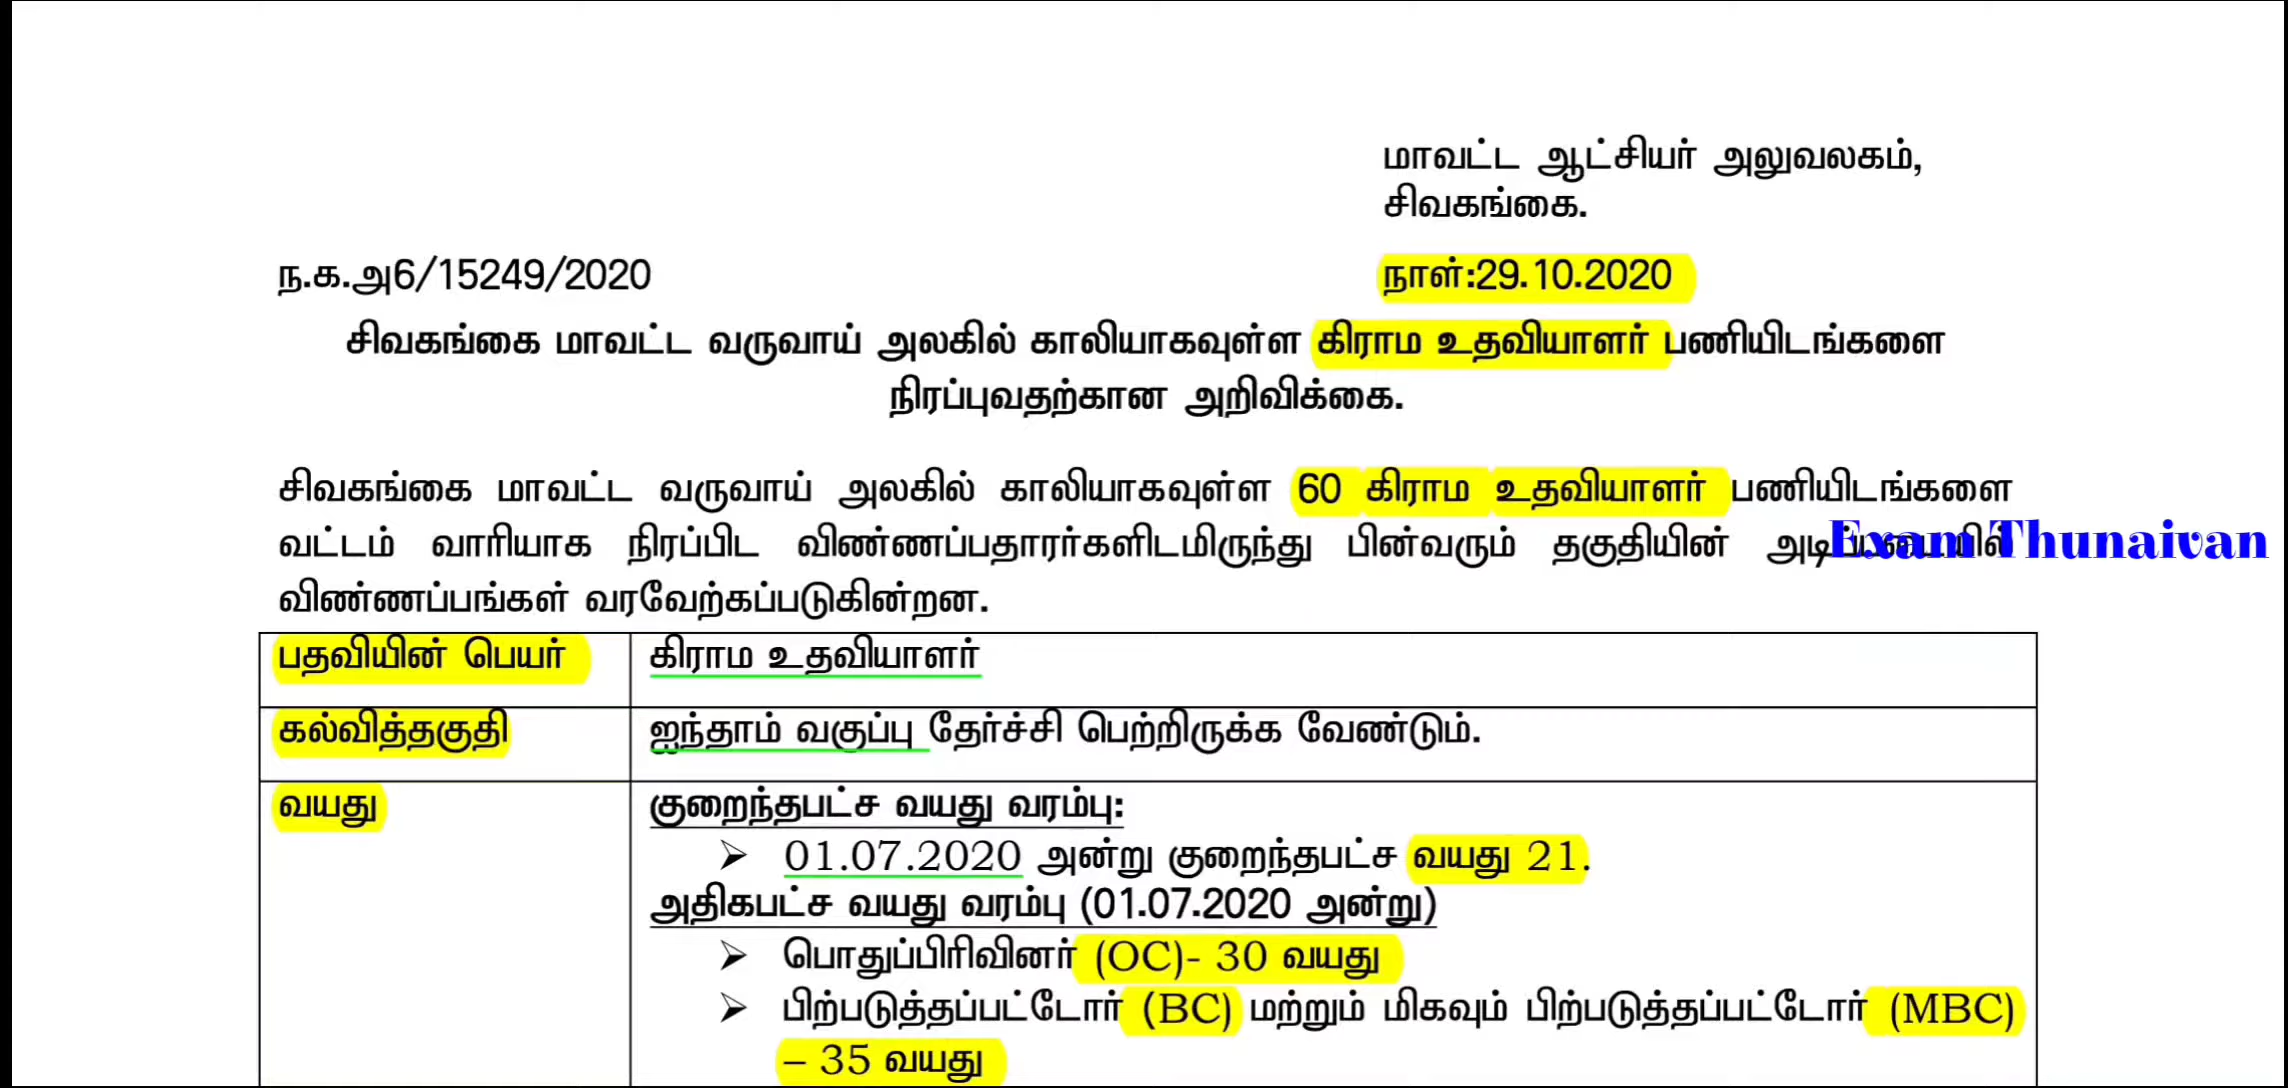 மாவட்ட ஆட்சியர் அலுவலகம்,
சிவகங்கை.
ந.க.அ6/15249/2020
நாள்:29.10.2020
சிவகங்கை மாவட்ட வருவாய் அலகில் காலியாகவுள்ள கிராம உதவியாளர் பணியிடங்களை
நிரப்புவதற்கான அறிவிக்கை.
சிவகங்கை மாவட்ட வருவாய் அலகில் காலியாகவுள்ள 60 கிராம உதவியாளர் பணியிடங்களை
வட்டம் வாரியாக நிரப்பிட விண்ணப்பதாரர்களிடமிருந்து பின்வரும் தகுதியின்
Exam Thunaivan
விண்ணப்பங்கள் வரவேற்கப்படுகின்றன.
பதவியின் பெயர்
கிராம உதவியாளர்
கல்வித்தகுதி
ஐந்தாம் வகுப்பு தேர்ச்சி பெற்றிருக்க வேண்டும்.
வயது
குறைந்தபட்ச வயது வரம்பு:
➢ 01.07.2020 அன்று குறைந்தபட்ச வயது 21.
அதிகபட்ச வயது வரம்பு (01.07.2020 அன்று)
➢ பொதுப்பிரிவினர் (OC)- 30 வயது
➢ பிற்படுத்தப்பட்டோர் (BC) மற்றும் மிகவும் பிற்படுத்தப்பட்டோர் (MBC)
– 35 வயது